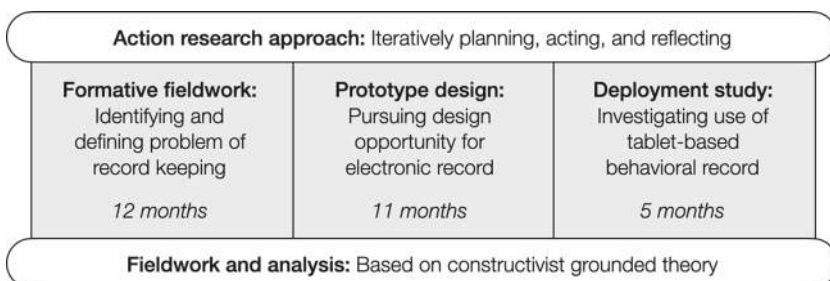 Action research approach: Iteratively planning, acting, and reflecting
Formative fieldwork:
Identifying and
defining problem of
record keeping
12 months
Prototype design:
Pursuing design
opportunity for
electronic record
11 months
Deployment study:
Investigating use of
tablet-based
behavioral record
5 months
Fieldwork and analysis: Based on constructivist grounded theory